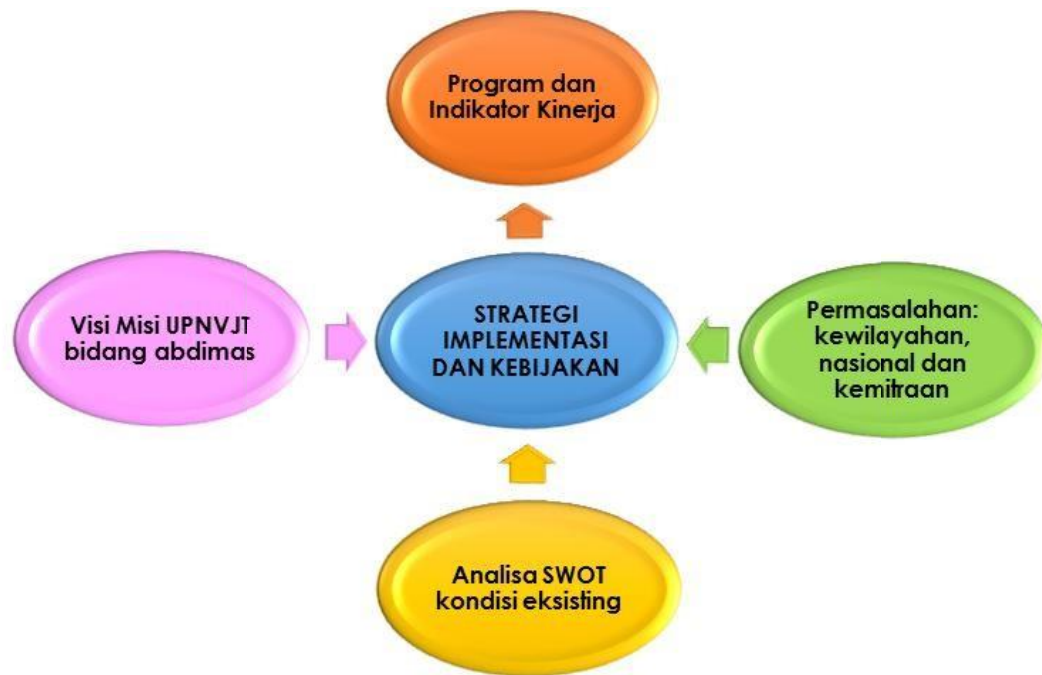 Program dan
Indikator Kinerja
Visi Misi UPNVJT
bidang abdimas
STRATEGI
IMPLEMENTASI
DAN KEBIJAKAN
Permasalahan:
kewilayahan,
nasional dan
kemitraan
Analisa SWOT
kondisi eksisting